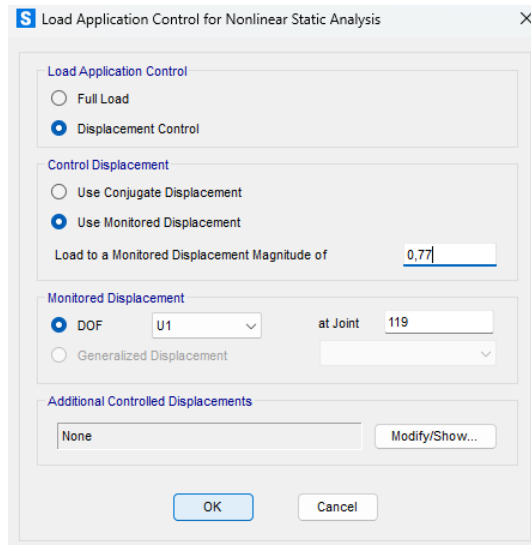 S Load Application Control for Nonlinear Static Analysis
Load Application Control
Full Load
Displacement Control
Control Displacement
Use Conjugate Displacement
Use Monitored Displacement
Load to a Monitored Displacement Magnitude of 0,77
Monitored Displacement
DOF U1 at Joint 119
Generalized Displacement
Additional Controlled Displacements
None Modify/Show...
OK Cancel